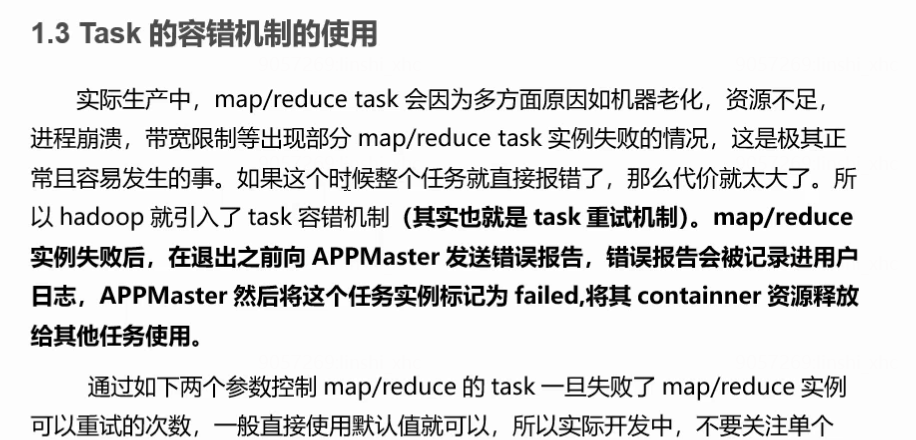 1.3 Task 的容错机制的使用
实际生产中，map/reduce task 会因为多方面原因如机器老化，资源不足，
进程崩溃，带宽限制等出现部分 map/reduce task 实例失败的情况，这是极其正
常且容易发生的事。如果这个时候整个任务就直接报错了，那么代价就太大了。所
以 hadoop 就引入了 task 容错机制（其实也就是 task 重试机制）。map/reduce
实例失败后，在退出之前向 APPMaster 发送错误报告，错误报告会被记录进用户
日志，APPMaster 然后将这个任务实例标记为 failed,将其 containner 资源释放
给其他任务使用。
通过如下两个参数控制 map/reduce 的 task 一旦失败了 map/reduce 实例
可以重试的次数，一般直接使用默认值就可以，所以实际开发中，不要关注单个